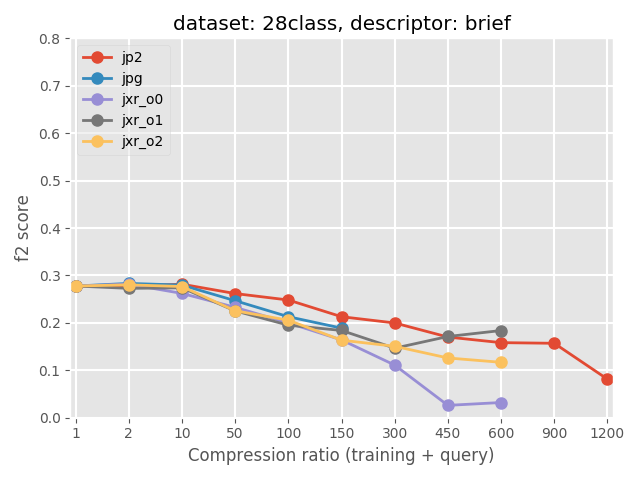 dataset: 28class, descriptor: brief
0.8
0.7
0.6
0.5
0.4
0.3
0.2
0.1
0.0
f2 score
jp2
jpg
jxr_o0
jxr_o1
jxr_o2
1 2 10 50 100 150 300 450 600 900 1200
Compression ratio (training + query)